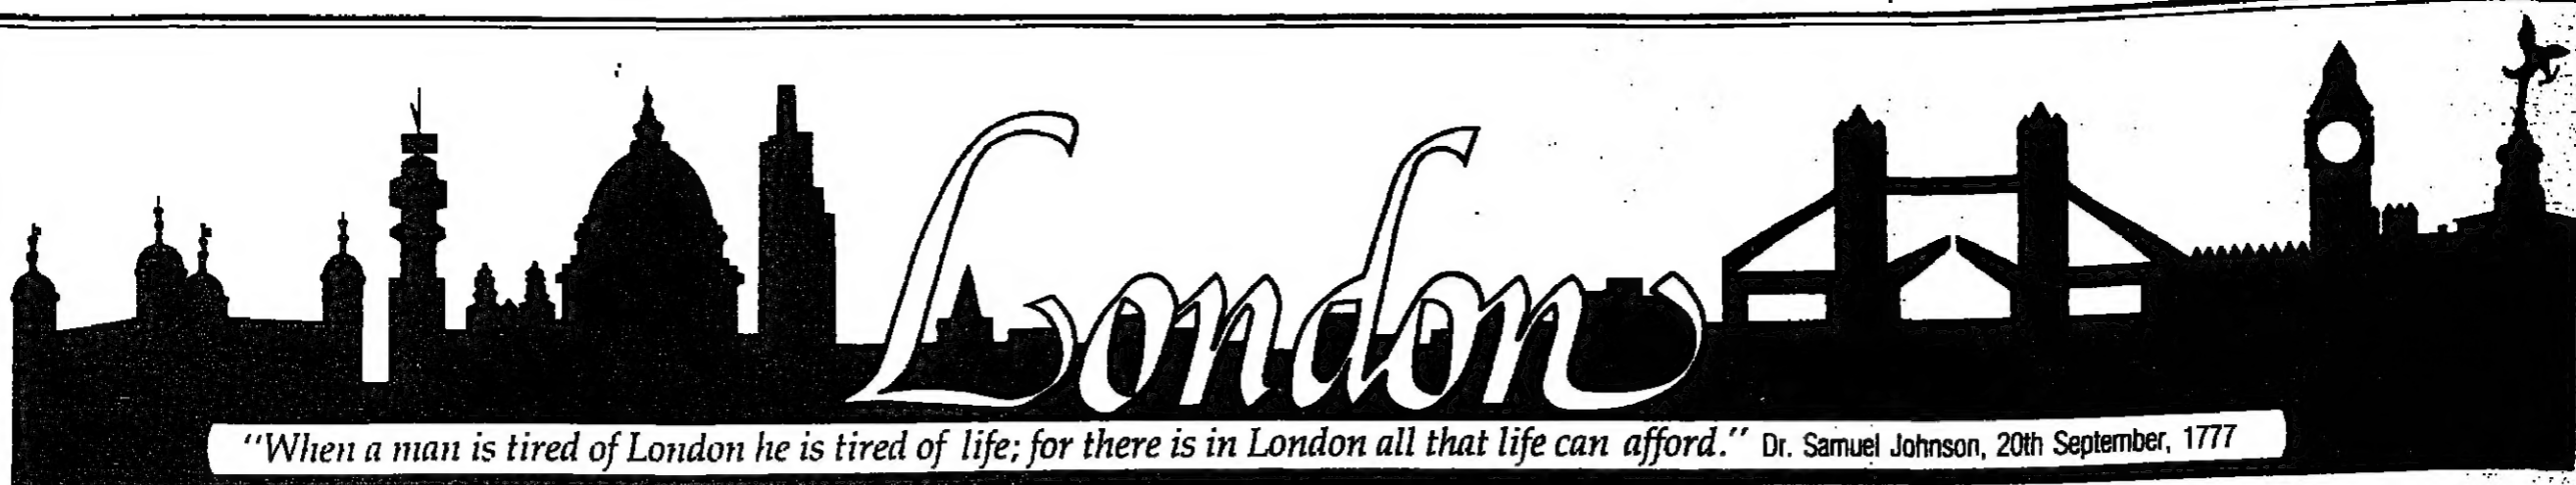 London
"When a man is tired of London he is tired of life; for there is in London all that life can afford." Dr. Samuel Johnson, 20th September, 1777